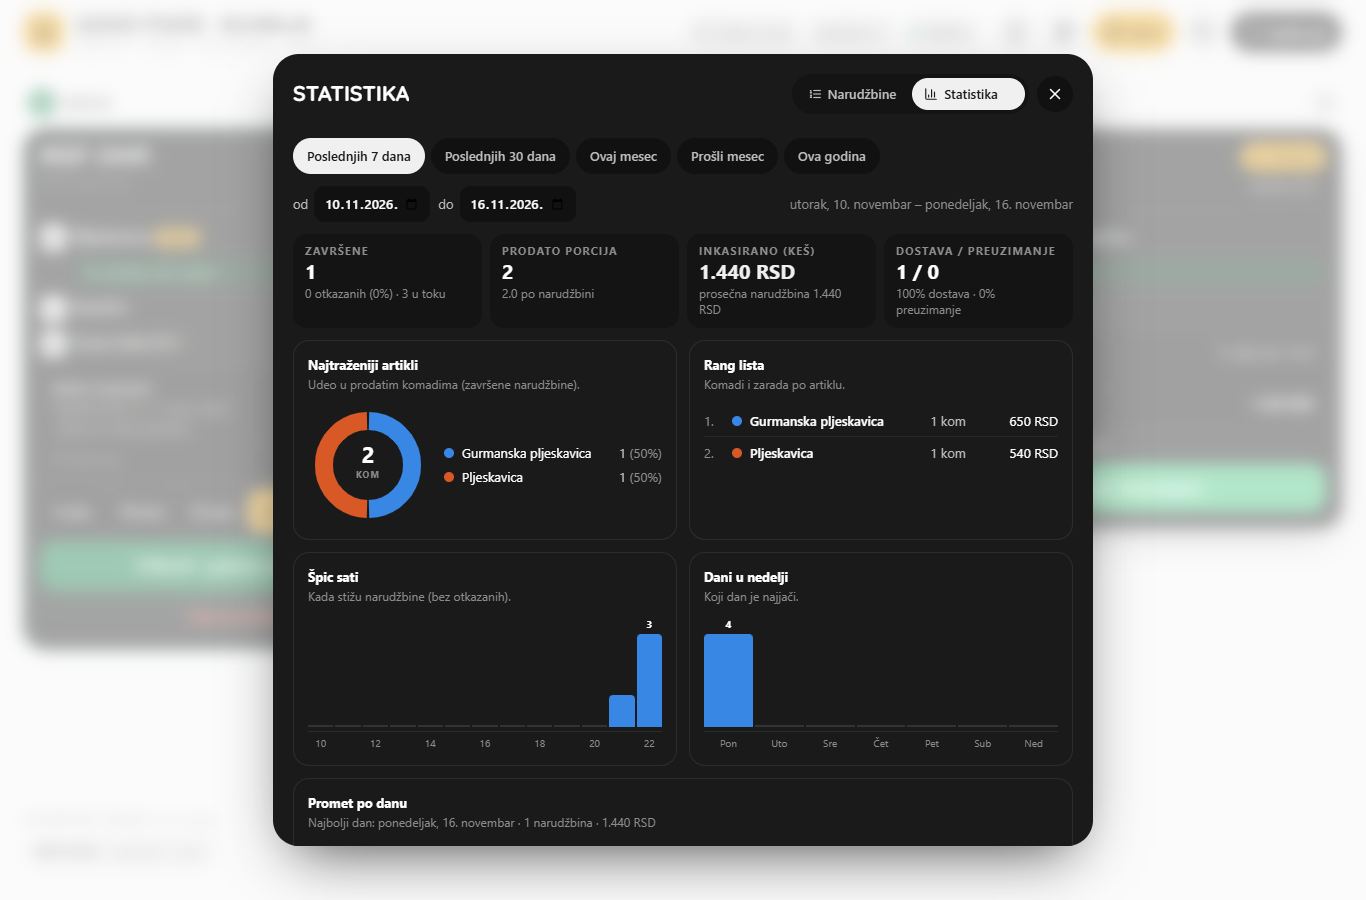 STATISTIKA
Narudžbine
Statistika
Poslednjih 7 dana
Poslednjih 30 dana
Ovaj mesec
Prošli mesec
Ova godina
od 10.11.2026. do 16.11.2026.
utorak, 10. novembar – ponedeljak, 16. novembar
ZAVRŠENE
1
0 otkazanih (0%) · 3 u toku
PRODATO PORCIJA
2
2.0 po narudžbini
INKASIRANO (KEŠ)
1.440 RSD
prosečna narudžbina 1.440
RSD
DOSTAVA / PREUZIMANJE
1 / 0
100% dostava · 0%
preuzimanje
Najtraženiji artikli
Udeo u prodatim komadima (završene narudžbine).
2
KOM
Gurmanska pljeskavica 1 (50%)
Pljeskavica 1 (50%)
Rang lista
Komadi i zarada po artiklu.
1. Gurmanska pljeskavica 1 kom 650 RSD
2. Pljeskavica 1 kom 540 RSD
Špic sati
Kada stižu narudžbine (bez otkazanih).
3
10 12 14 16 18 20 22
Dani u nedelji
Koji dan je najjači.
4
Pon Uto Sre Čet Pet Sub Ned
Promet po danu
Najbolji dan: ponedeljak, 16. novembar · 1 narudžbina · 1.440 RSD